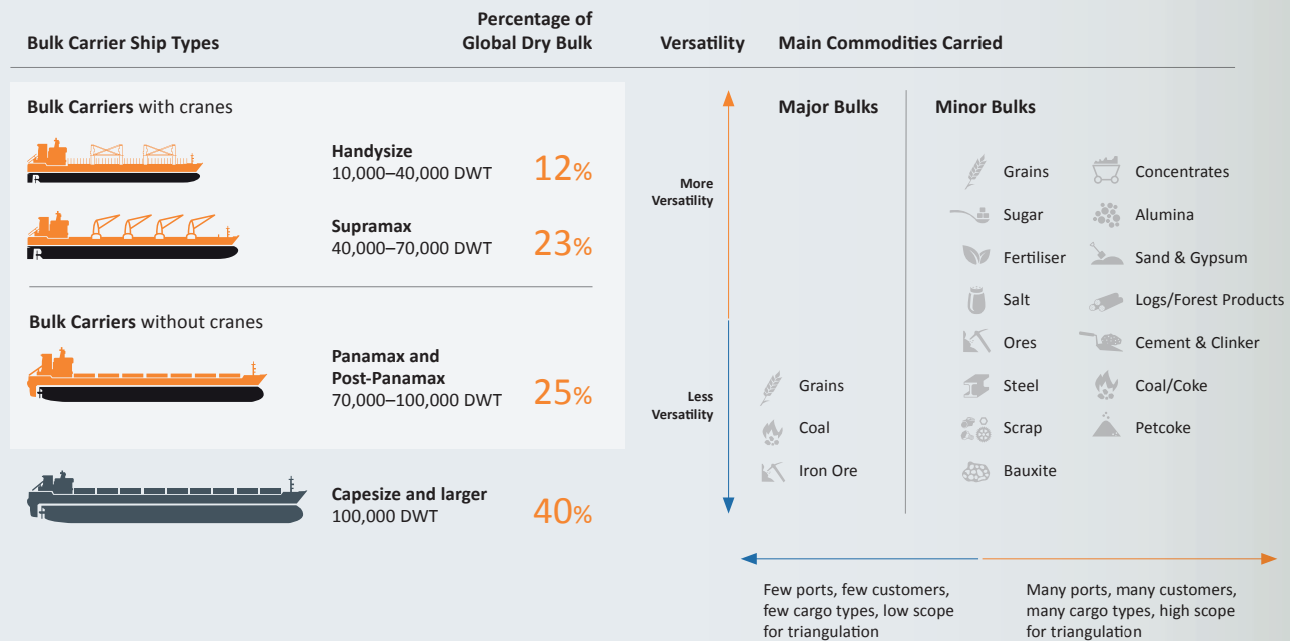 Bulk Carrier Ship Types
Percentage of
Global Dry Bulk
Versatility
Main Commodities Carried
Bulk Carriers with cranes
Handysize
10,000–40,000 DWT
12%
Supramax
40,000–70,000 DWT
23%
Bulk Carriers without cranes
Panamax and
Post-Panamax
70,000–100,000 DWT
25%
Capesize and larger
100,000 DWT
40%
More
Versatility
Less
Versatility
Major Bulks
Grains
Coal
Iron Ore
Minor Bulks
Grains
Sugar
Fertiliser
Salt
Ores
Steel
Scrap
Bauxite
Concentrates
Alumina
Sand & Gypsum
Logs/Forest Products
Cement & Clinker
Coal/Coke
Petcoke
Few ports, few customers,
few cargo types, low scope
for triangulation
Many ports, many customers,
many cargo types, high scope
for triangulation